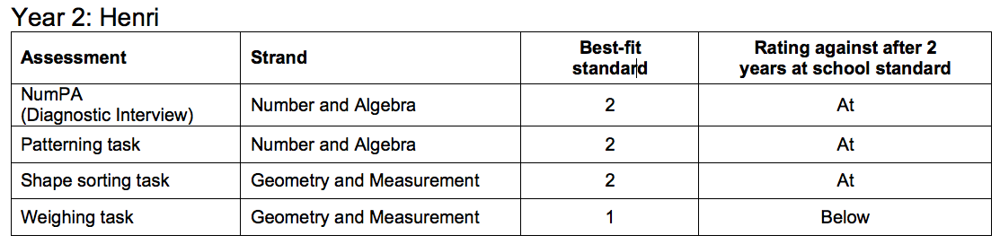 Year 2: Henri
Assessment Strand Best-fit standard Rating against after 2 years at school standard
NumPA (Diagnostic Interview) Number and Algebra 2 At
Patterning task Number and Algebra 2 At
Shape sorting task Geometry and Measurement 2 At
Weighing task Geometry and Measurement 1 Below